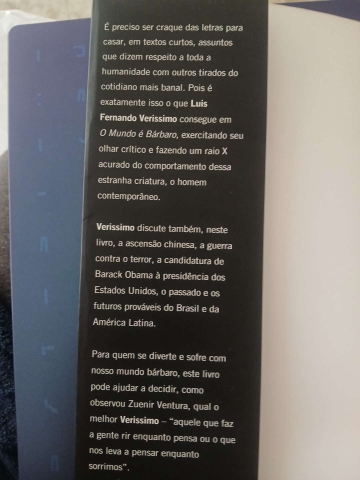 É preciso ser craque das letras para
casar, em textos curtos, assuntos
que dizem respeito a toda a
humanidade com outros tirados do
cotidiano mais banal. Pois é
exatamente isso o que Luis
Fernando Verissimo consegue em
O Mundo é Bárbaro, exercitando seu
olhar crítico e fazendo um raio X
acurado do comportamento dessa
estranha criatura, o homem
contemporâneo.
Verissimo discute também, neste
livro, a ascensão chinesa, a guerra
contra o terror, a candidatura de
Barack Obama à presidência dos
Estados Unidos, o passado e os
futuros prováveis do Brasil e da
América Latina.
Para quem se diverte e sofre com
nosso mundo bárbaro, este livro
pode ajudar a decidir, como
observou Zuenir Ventura, qual o
melhor Verissimo – “aquele que faz
a gente rir enquanto pensa ou o que
nos leva a pensar enquanto
sorrimos”.